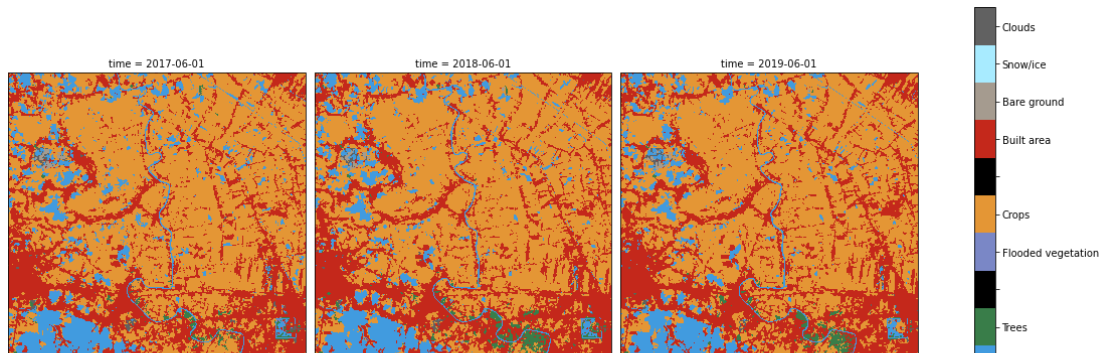 time = 2017-06-01
time = 2018-06-01
time = 2019-06-01
Clouds
Snow/ice
Bare ground
Built area
Crops
Flooded vegetation
Trees